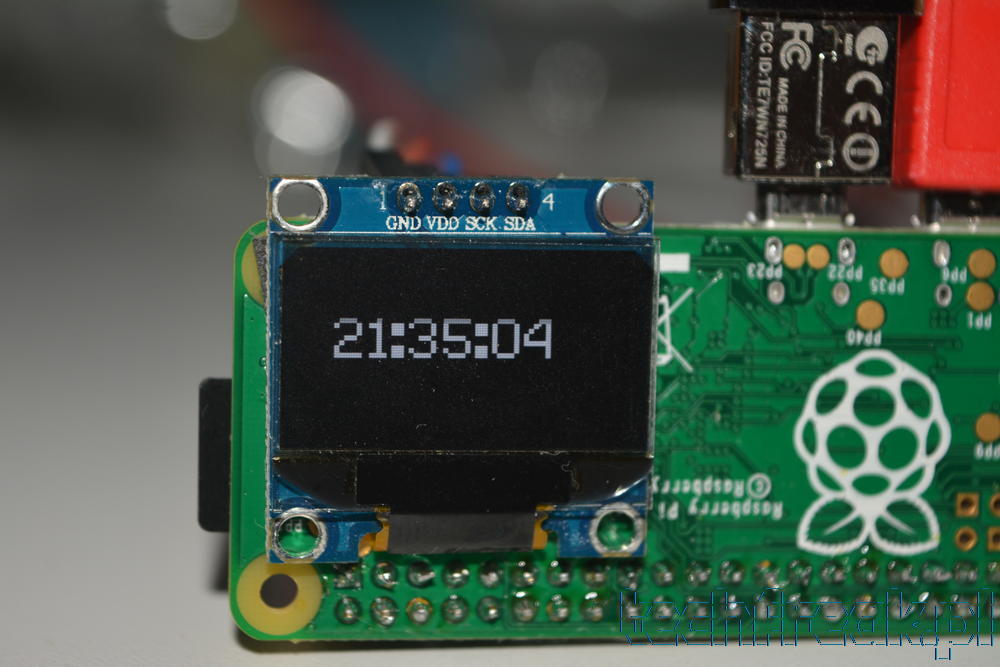 FCC ID:TE7WN725N
FC MADE IN CHINA
CE
1 4
GND VDD SCK SDA
21:35:04
PP23
PP22
PP35
PP6
PP1
PP40
© Raspberry
Raspberry Pi
techfreak.pl